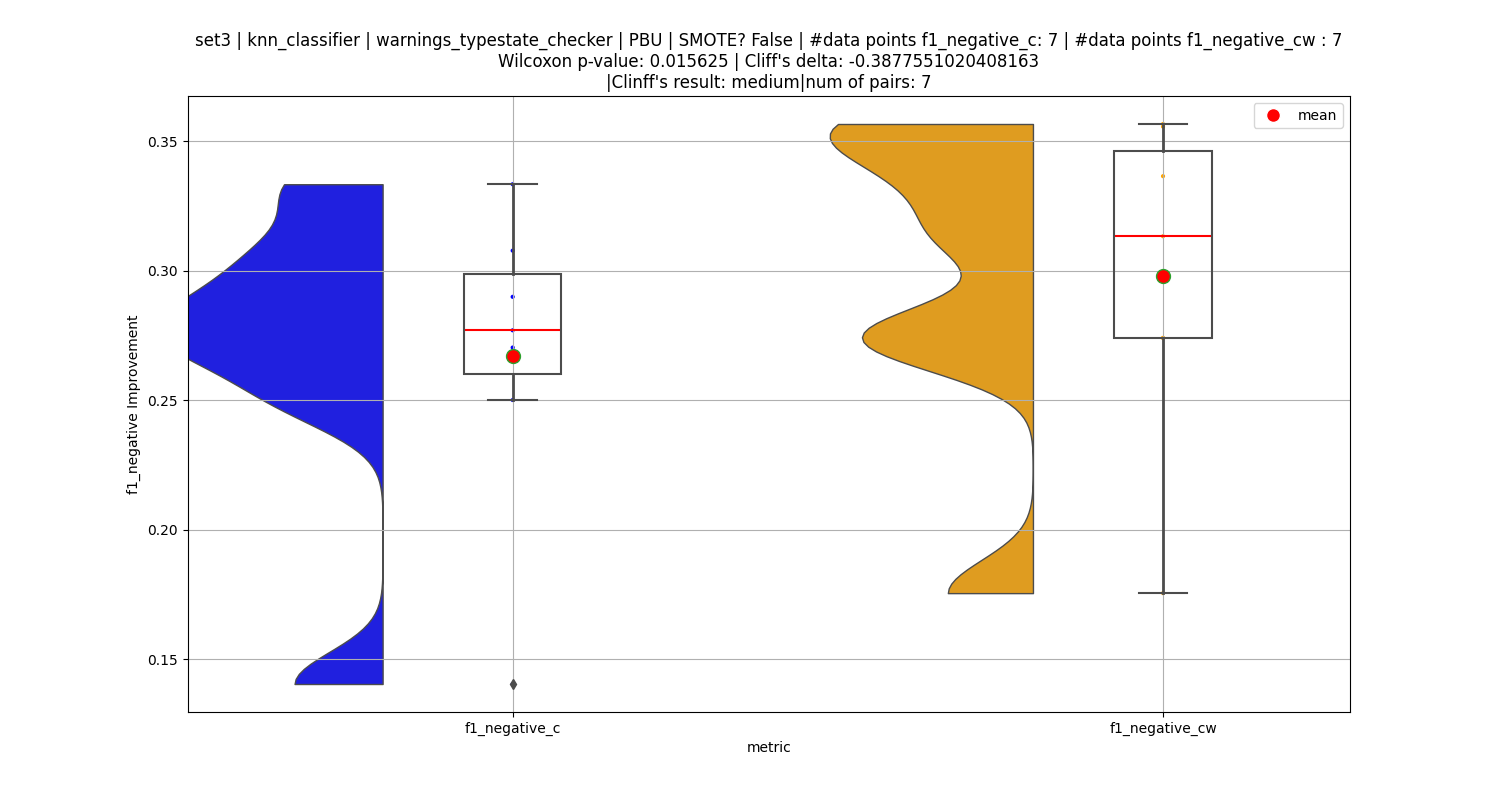 set3 | knn_classifier | warnings_typestate_checker | PBU | SMOTE? False | #data points f1_negative_c: 7 | #data points f1_negative_cw : 7
Wilcoxon p-value: 0.015625 | Cliff's delta: -0.3877551020408163
|Clinff's result: medium|num of pairs: 7
mean
0.35
0.30
0.25
0.20
0.15
f1_negative Improvement
f1_negative_c
f1_negative_cw
metric